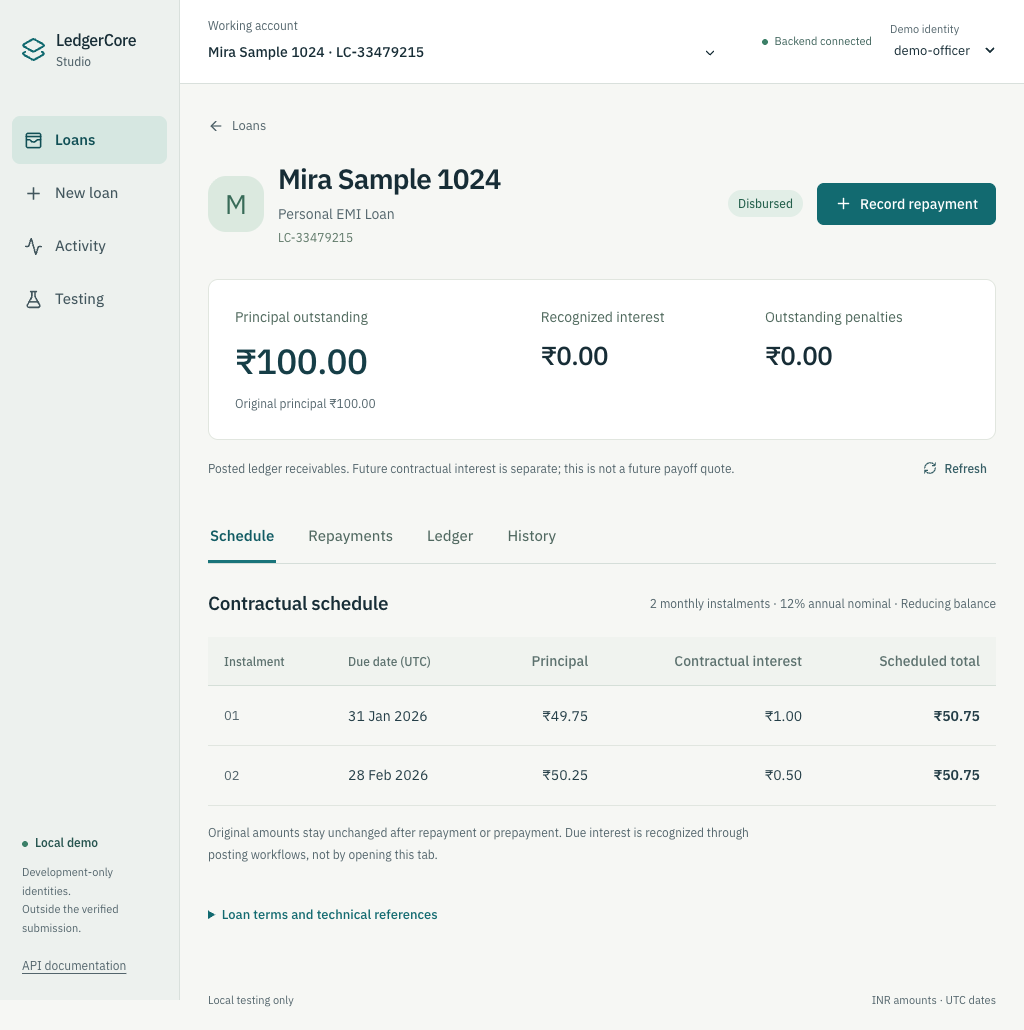 LedgerCore
Studio
Loans
New loan
Activity
Testing
Local demo
Development-only
identities.
Outside the verified
submission.
API documentation
Working account
Mira Sample 1024 · LC-33479215
Backend connected
Demo identity
demo-officer
Loans
M
Mira Sample 1024
Personal EMI Loan
LC-33479215
Disbursed
Record repayment
Principal outstanding
₹100.00
Original principal ₹100.00
Recognized interest
₹0.00
Outstanding penalties
₹0.00
Posted ledger receivables. Future contractual interest is separate; this is not a future payoff quote.
Refresh
Schedule Repayments Ledger History
Contractual schedule
2 monthly instalments · 12% annual nominal · Reducing balance
Instalment Due date (UTC) Principal Contractual interest Scheduled total
01 31 Jan 2026 ₹49.75 ₹1.00 ₹50.75
02 28 Feb 2026 ₹50.25 ₹0.50 ₹50.75
Original amounts stay unchanged after repayment or prepayment. Due interest is recognized through
posting workflows, not by opening this tab.
Loan terms and technical references
Local testing only
INR amounts · UTC dates